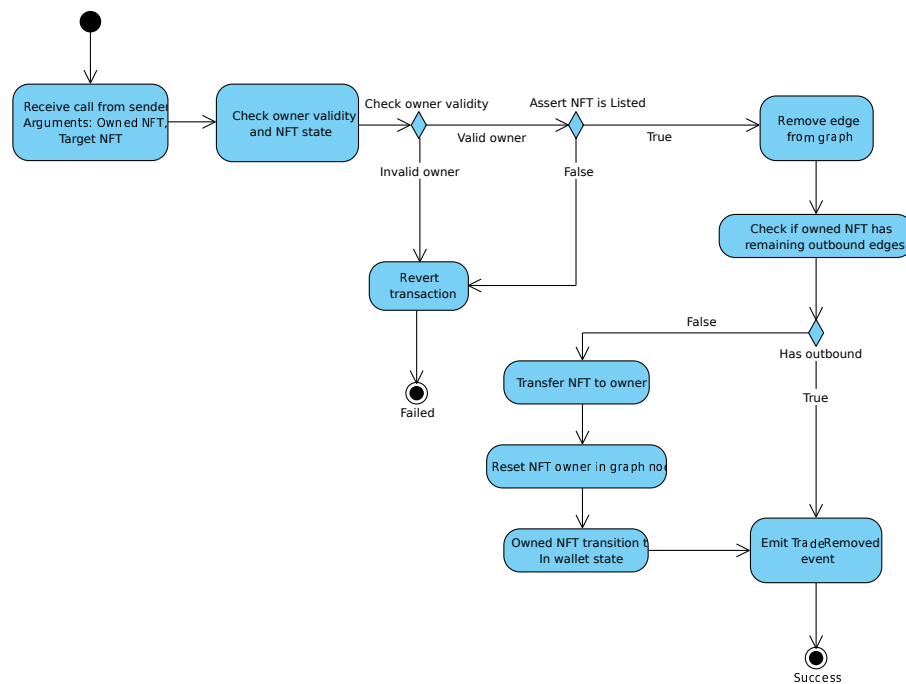 Receive call from sender
Arguments: Owned NFT,
Target NFT
Check owner validity
and NFT state
Check owner validity
Valid owner
Invalid owner
Assert NFT is Listed
True
False
Remove edge
from graph
Check if owned NFT has
remaining outbound edges
Revert
transaction
Failed
False
Has outbound
True
Transfer NFT to owner
Reset NFT owner in graph noc
Owned NFT transition t
In wallet state
Emit TradeRemoved
event
Success